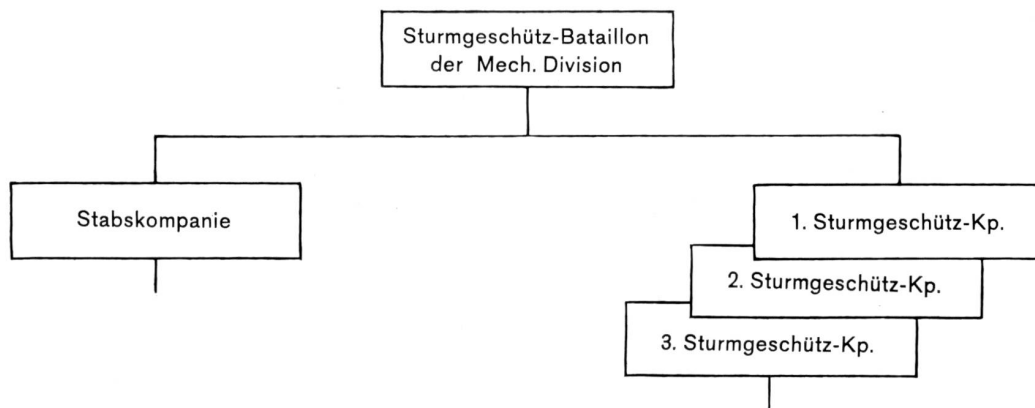 Sturmgeschütz-Bataillon
der Mech. Division
Stabskompanie
1. Sturmgeschütz-Kp.
2. Sturmgeschütz-Kp.
3. Sturmgeschütz-Kp.